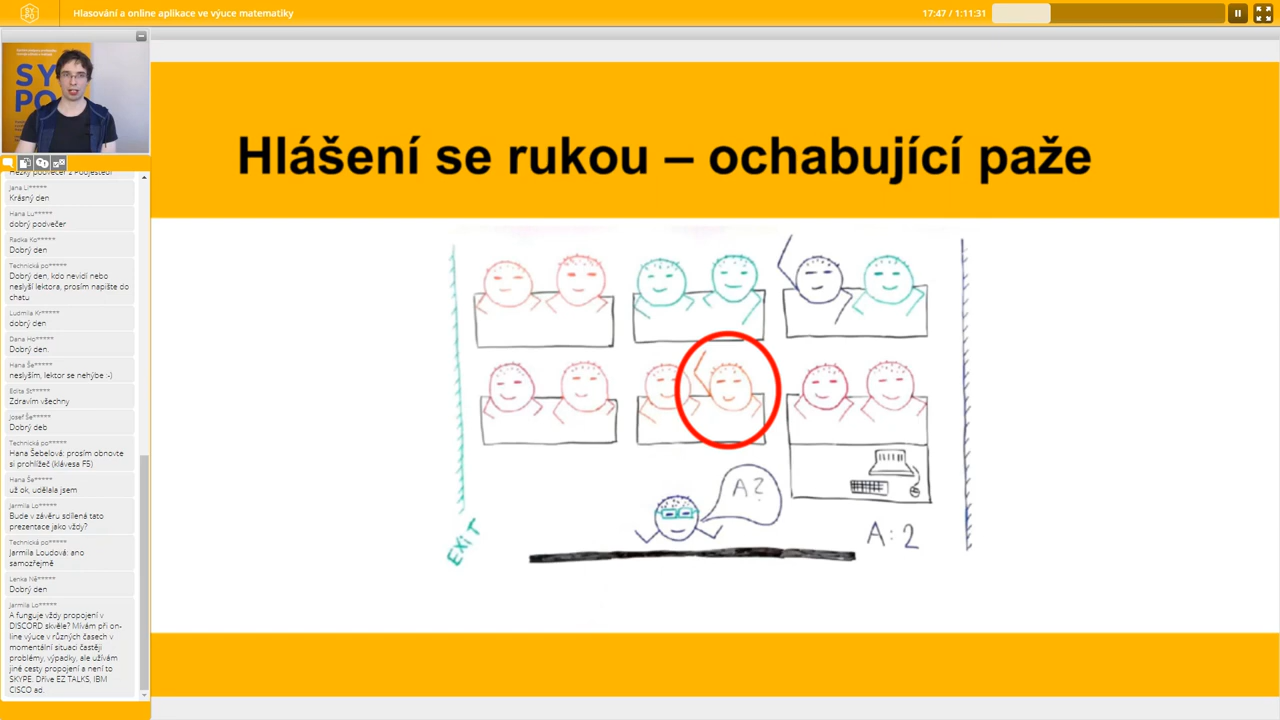 SY
PO
Hlasování a online aplikace ve výuce matematiky
17:47 / 1:11:31
SY
PO
Hezký podvečer z Podještědí
Jana Li*****
Krásný den
Hana Lu*****
dobrý podvečer
Radka Ko*****
Dobrý den
Technická po*****
Dobrý den, kdo nevidí nebo
neslyší lektora, prosím napište do
chatu
Ludmila Kr*****
dobrý den
Dana Ho*****
Dobrý den.
Hana Še*****
neslyším, lektor se nehýbe :-)
Edita Št*****
Zdravím všechny
Josef Še*****
Dobrý deb
Technická po*****
Hana Šebelová: prosím obnovte
si prohlížeč (klávesa F5)
Hana Še*****
už ok, udělala jsem
Jarmila Lo*****
Bude v závěru sdílená tato
prezentace jako vždy?
Technická po*****
Jarmila Loudová: ano
samozřejmě
Lenka Ně*****
Dobrý den
Jarmila Lo*****
A funguje vždy propojení v
DISCORD skvěle? Mívám při on-
line výuce v různých časech v
momentální situaci častěji
problémy, výpadky, ale užívám
jiné cesty propojení a není to
SKYPE. Dříve EZ TALKS, IBM
CISCO ad.
Hlášení se rukou – ochabující paže
A?
A: 2
EXIT